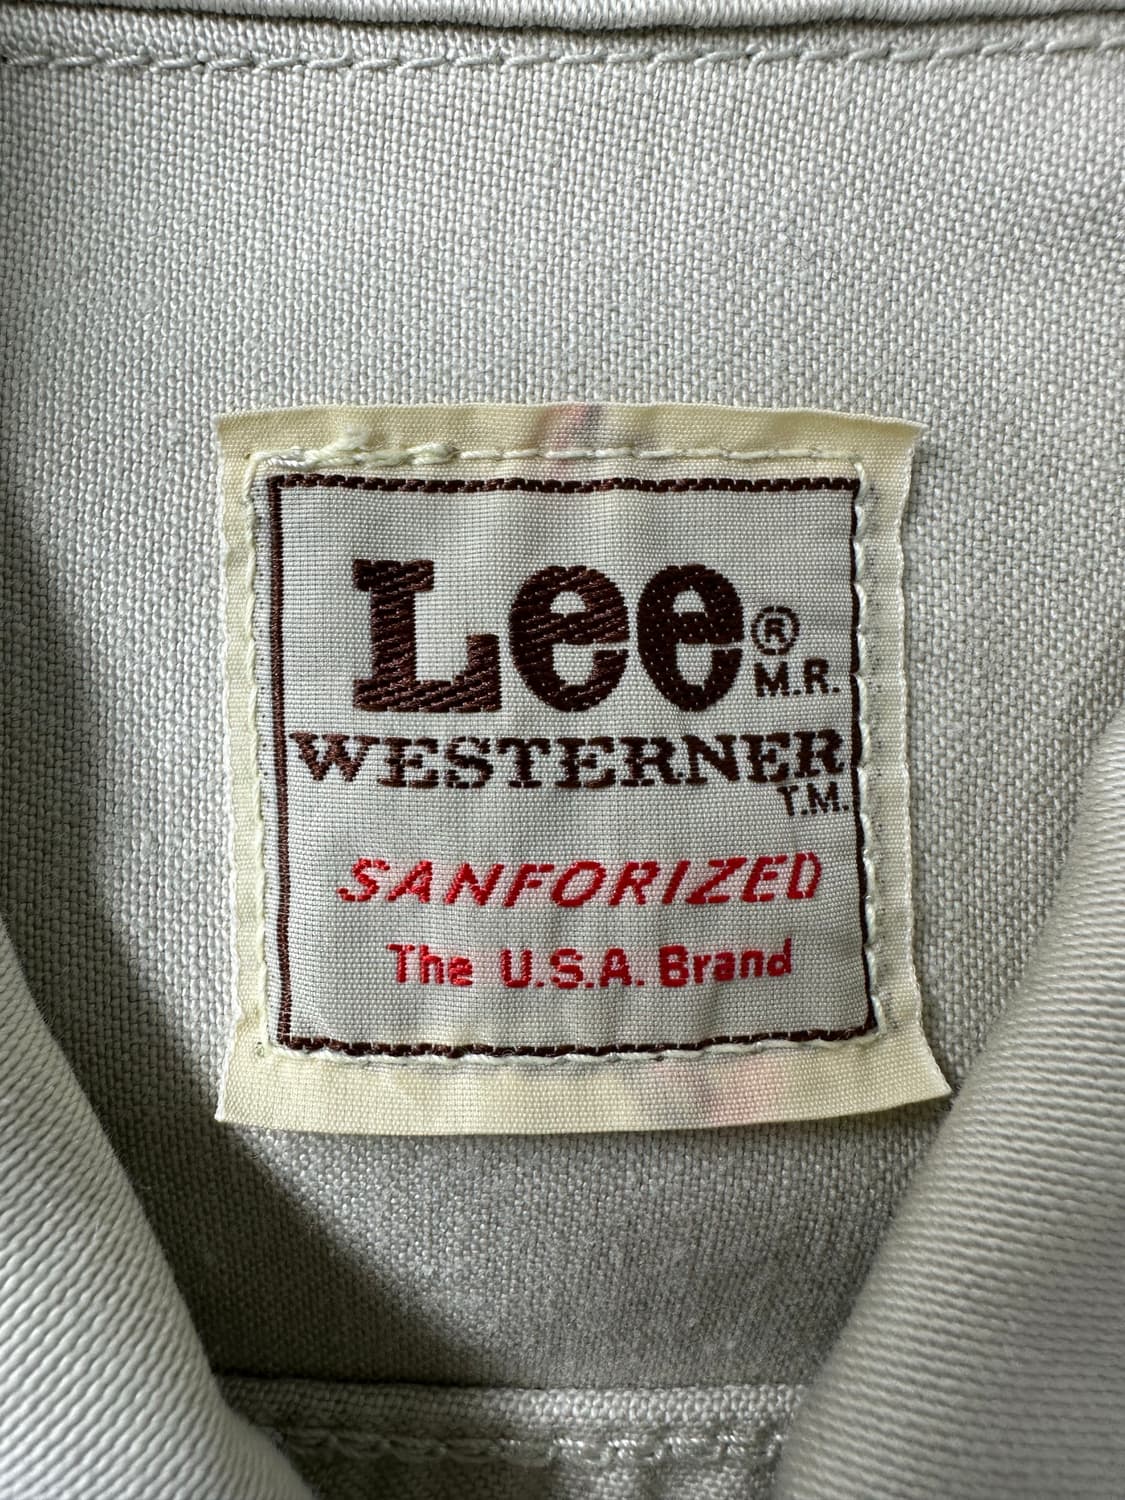 Lee®
M.R.
WESTERNER
T.M.
SANFORIZED
The U.S.A. Brand